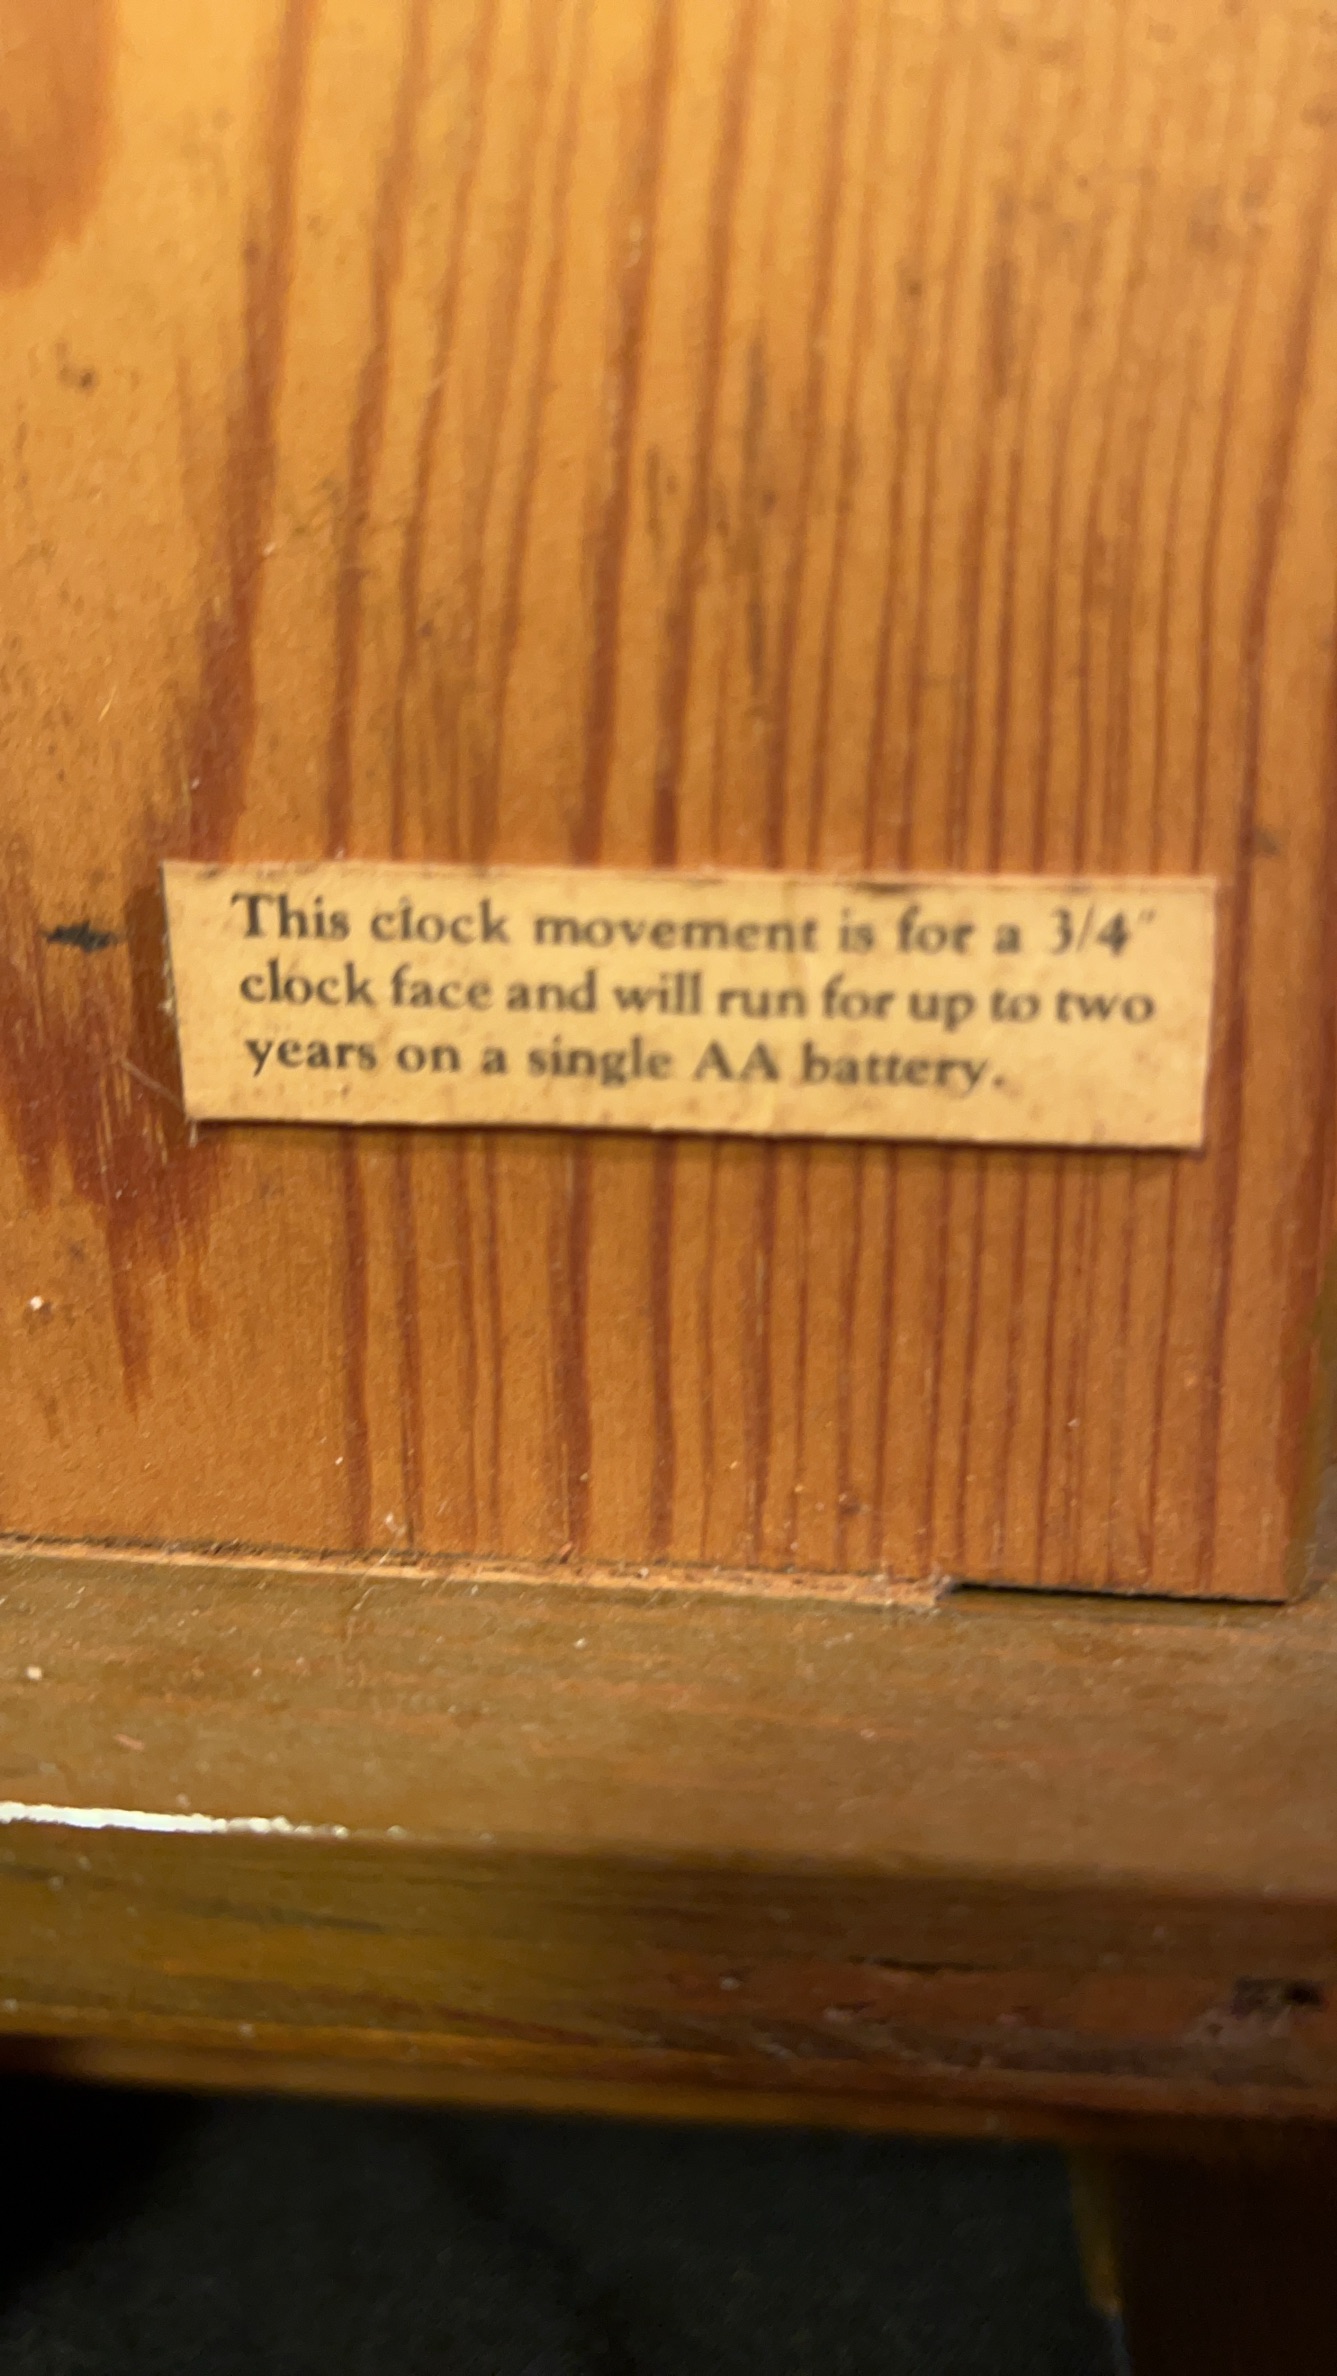 This clock movement is for a 3/4"
clock face and will run for up to two
years on a single AA battery.